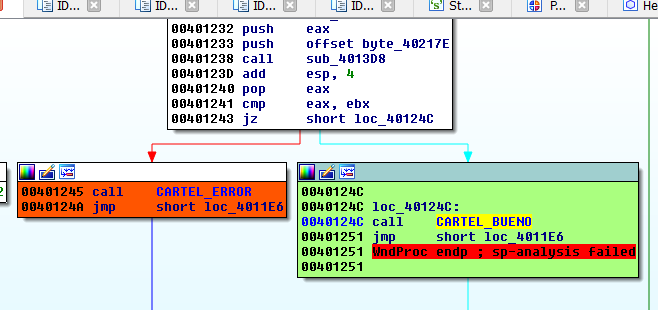 ID...
ID...
ID...
ID...
St...
P...
He
00401232 push eax
00401233 push offset byte_40217E
00401238 call sub_4013D8
0040123D add esp, 4
00401240 pop eax
00401241 cmp eax, ebx
00401243 jz short loc_40124C
2
00401245 call CARTEL_ERROR
0040124A jmp short loc_4011E6
0040124C
0040124C loc_40124C:
0040124C call CARTEL_BUENO
00401251 jmp short loc_4011E6
00401251 WndProc endp ; sp-analysis failed
00401251